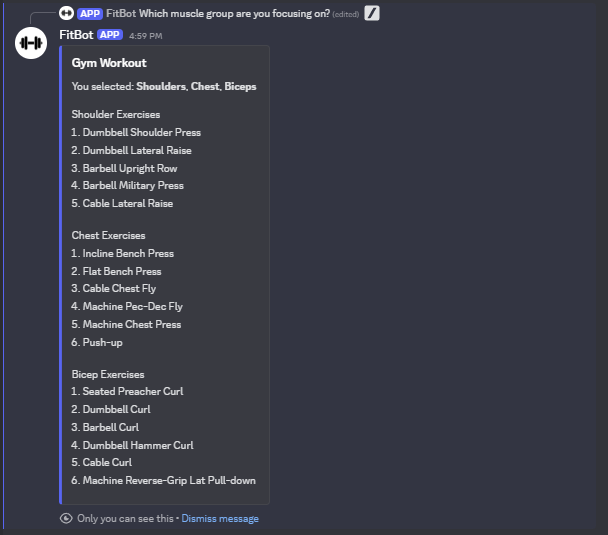 APP FitBot Which muscle group are you focusing on? (edited)
FitBot APP 4:59 PM
Gym Workout
You selected: Shoulders, Chest, Biceps
Shoulder Exercises
1. Dumbbell Shoulder Press
2. Dumbbell Lateral Raise
3. Barbell Upright Row
4. Barbell Military Press
5. Cable Lateral Raise
Chest Exercises
1. Incline Bench Press
2. Flat Bench Press
3. Cable Chest Fly
4. Machine Pec-Dec Fly
5. Machine Chest Press
6. Push-up
Bicep Exercises
1. Seated Preacher Curl
2. Dumbbell Curl
3. Barbell Curl
4. Dumbbell Hammer Curl
5. Cable Curl
6. Machine Reverse-Grip Lat Pull-down
Only you can see this • Dismiss message